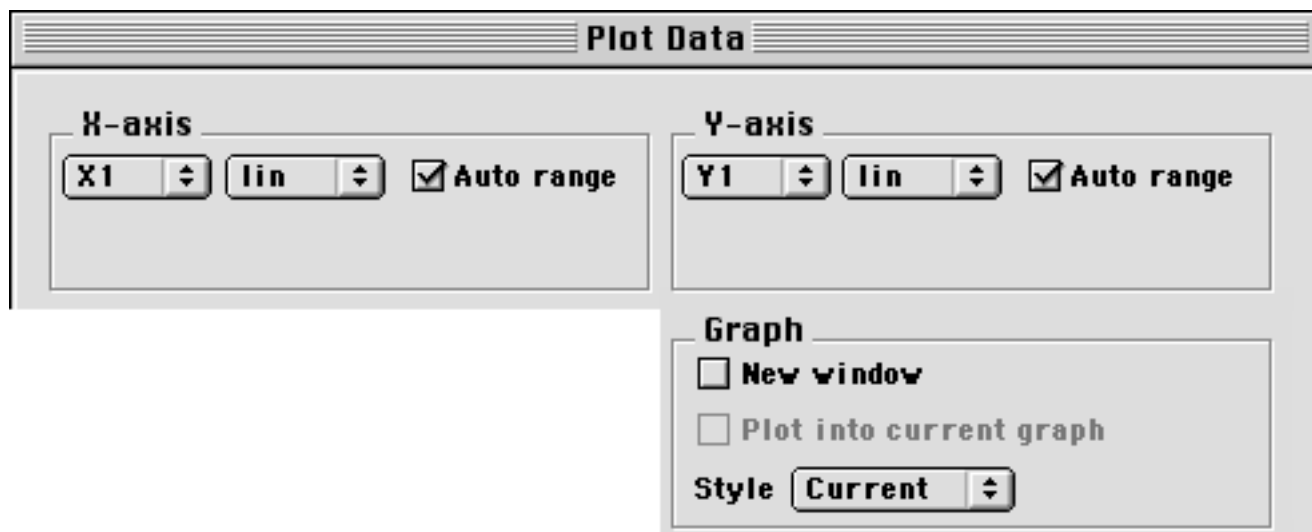 Plot Data
X-axis
X1 lin Auto range
Y-axis
Y1 lin Auto range
Graph
New window
Plot into current graph
Style Current